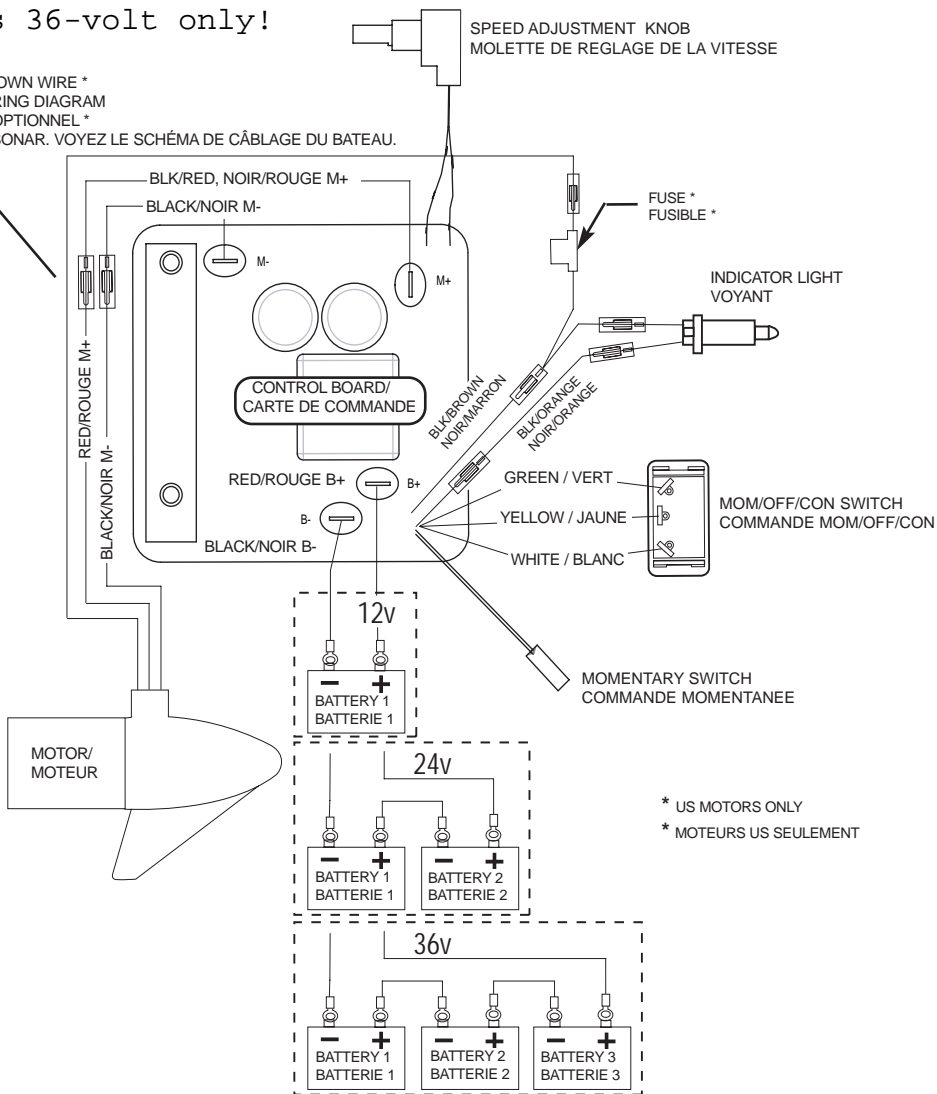 36-volt only!
SPEED ADJUSTMENT KNOB
MOLETTE DE REGLAGE DE LA VITESSE
WIRE *
DIAGRAM
OPTIONNEL *
SONAR. VOYEZ LE SCHÉMA DE CÂBLAGE DU BATEAU.
BLK/RED, NOIR/ROUGE M+
BLACK/NOIR M-
FUSE *
FUSIBLE *
M-
M+
INDICATOR LIGHT
VOYANT
RED/ROUGE M+
BLACK/NOIR M-
CONTROL BOARD/
CARTE DE COMMANDE
BLK/BROWN
NOIR/MARRON
BLK/ORANGE
NOIR/ORANGE
RED/ROUGE B+
B+
B-
BLACK/NOIR B-
GREEN / VERT
YELLOW / JAUNE
WHITE / BLANC
MOM/OFF/CON SWITCH
COMMANDE MOM/OFF/CON
12v
BATTERY 1
BATTERIE 1
MOMENTARY SWITCH
COMMANDE MOMENTANEE
MOTOR/
MOTEUR
24v
BATTERY 1
BATTERIE 1
BATTERY 2
BATTERIE 2
* US MOTORS ONLY
* MOTEURS US SEULEMENT
36v
BATTERY 1
BATTERIE 1
BATTERY 2
BATTERIE 2
BATTERY 3
BATTERIE 3